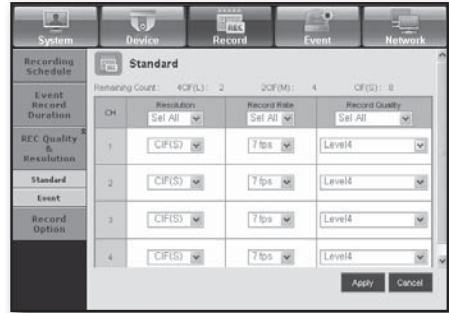 System Device Record Event Network
REC
Recording Schedule
Event Record Duration
REC Quality & Resolution
Standard
Event
Record Option
Standard
Remaining Count : 4CIF(L) : 2 2CIF(M) : 4 CIF(S) : 8
CH Resolution Record Rate Record Quality
Sel All Sel All Sel All
1 CIF(S) 7 fps Level4
2 CIF(S) 7 fps Level4
3 CIF(S) 7 fps Level4
4 CIF(S) 7 fps Level4
Apply Cancel